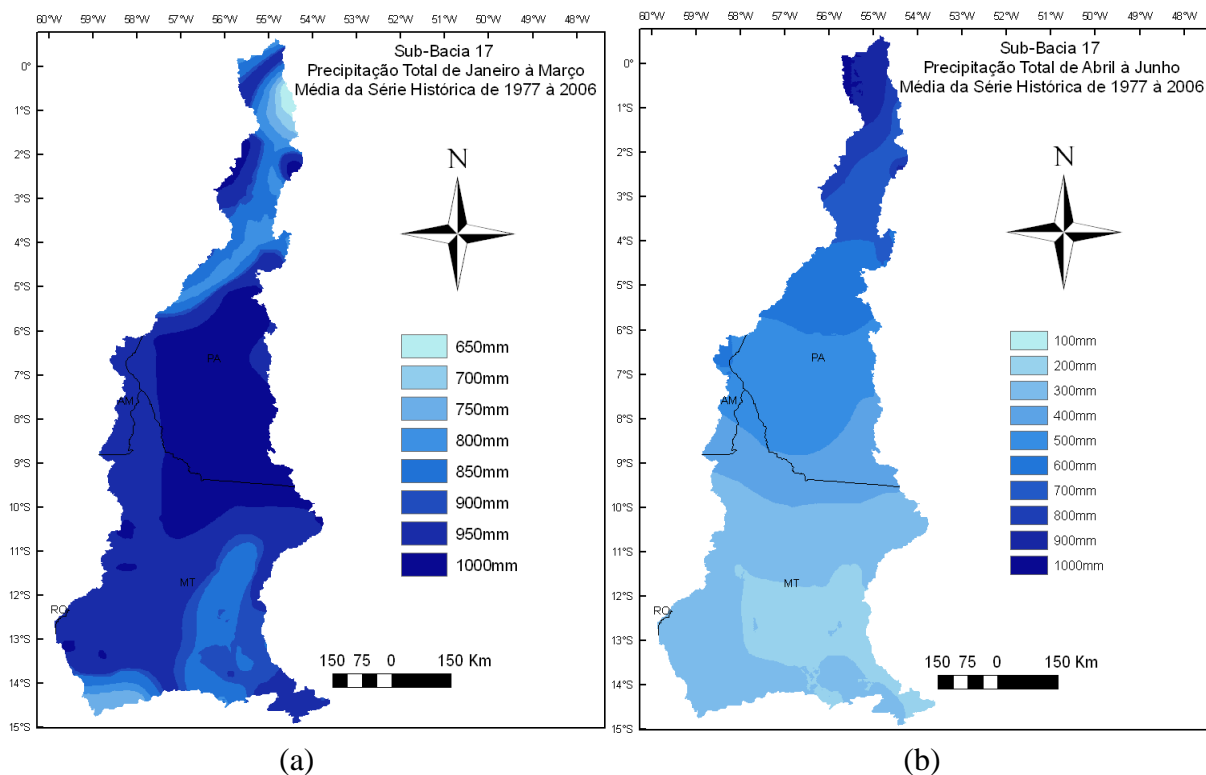 60°W 59°W 58°W 57°W 56°W 55°W 54°W 53°W 52°W 51°W 50°W 49°W 48°W
Sub-Bacia 17
Precipitação Total de Janeiro à Março
Média da Série Histórica de 1977 à 2006
0°
1°S
2°S
3°S
4°S
5°S
6°S
7°S
8°S
9°S
10°S
11°S
12°S
13°S
14°S
15°S
N
PA
AM
MT
RO
650mm
700mm
750mm
800mm
850mm
900mm
950mm
1000mm
150 75 0 150 Km
(a)
60°W 59°W 58°W 57°W 56°W 55°W 54°W 53°W 52°W 51°W 50°W 49°W 48°W
Sub-Bacia 17
Precipitação Total de Abril à Junho
Média da Série Histórica de 1977 à 2006
0°
1°S
2°S
3°S
4°S
5°S
6°S
7°S
8°S
9°S
10°S
11°S
12°S
13°S
14°S
15°S
N
PA
AM
MT
RO
100mm
200mm
300mm
400mm
500mm
600mm
700mm
800mm
900mm
1000mm
150 75 0 150 Km
(b)